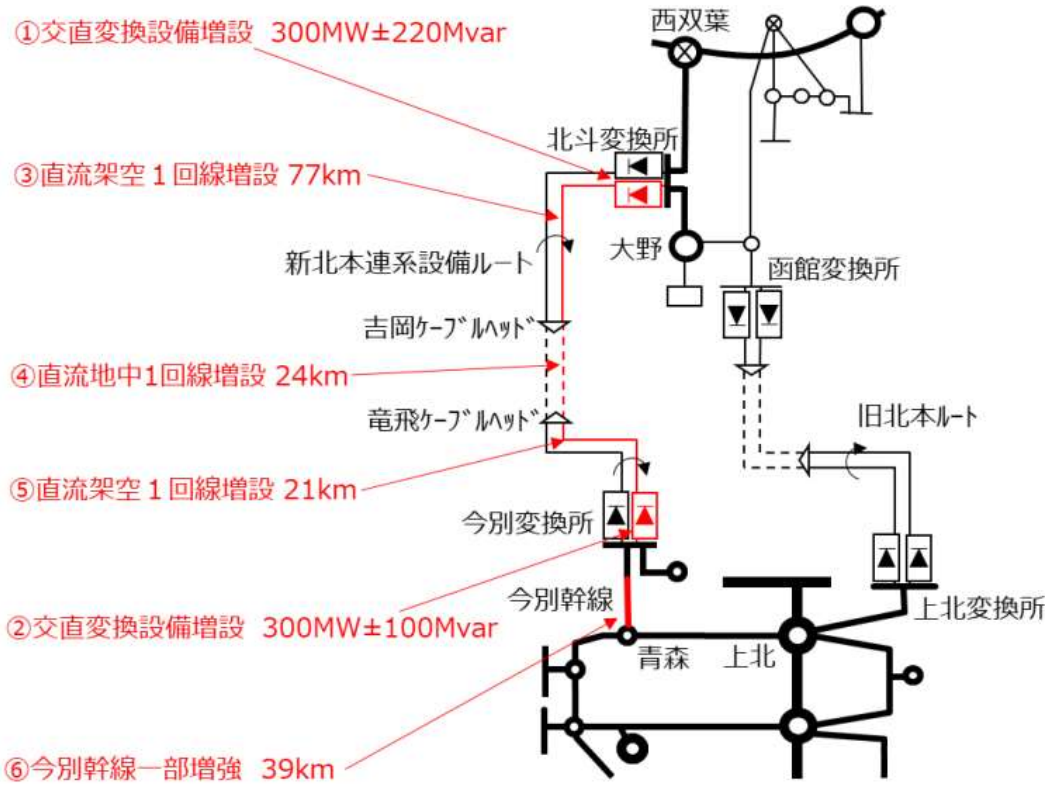 ①交直変換設備増設 300MW±220Mvar
西双葉
北斗変換所
③直流架空１回線増設 77km
大野
新北本連系設備ルート
函館変換所
吉岡ｹｰﾌﾞﾙﾍｯﾄﾞ
④直流地中1回線増設 24km
竜飛ｹｰﾌﾞﾙﾍｯﾄﾞ
旧北本ルート
⑤直流架空１回線増設 21km
今別変換所
今別幹線
上北変換所
②交直変換設備増設 300MW±100Mvar
青森
上北
⑥今別幹線一部増強 39km